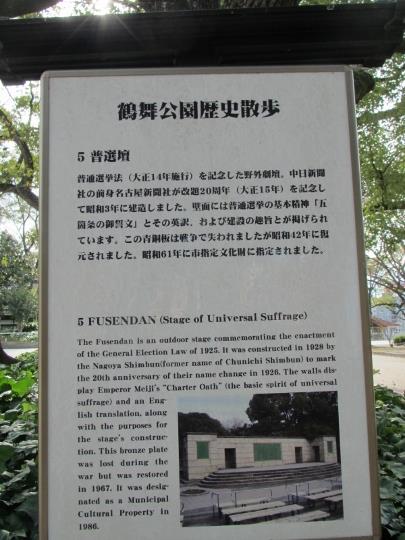 鶴舞公園歴史散歩
5 普選壇
普通選挙法（大正14年施行）を記念した野外劇壇。中日新聞
社の前身名古屋新聞社が改題20周年（大正15年）を記念し
て昭和3年に建造しました。壁面には普通選挙の基本精神「五
箇条の御誓文」とその英訳、および建設の趣旨とが掲げられ
ています。この青銅板は戦争で失われましたが昭和42年に復
元されました。昭和61年に市指定文化財に指定されました。
5 FUSENDAN (Stage of Universal Suffrage)
The Fusendan is an outdoor stage commemorating the enactment
of the General Election Law of 1925. It was constructed in 1928 by
the Nagoya Shimbun(former name of Chunichi Shimbun) to mark
the 20th anniversary of their name change in 1926. The walls dis-
play Emperor Meiji's "Charter Oath" (the basic spirit of universal
suffrage) and an Eng-
lish translation, along
with the purposes for
the stage's construc-
tion. This bronze plate
was lost during the
war but was restored
in 1967. It was desig-
nated as a Municipal
Cultural Property in
1986.